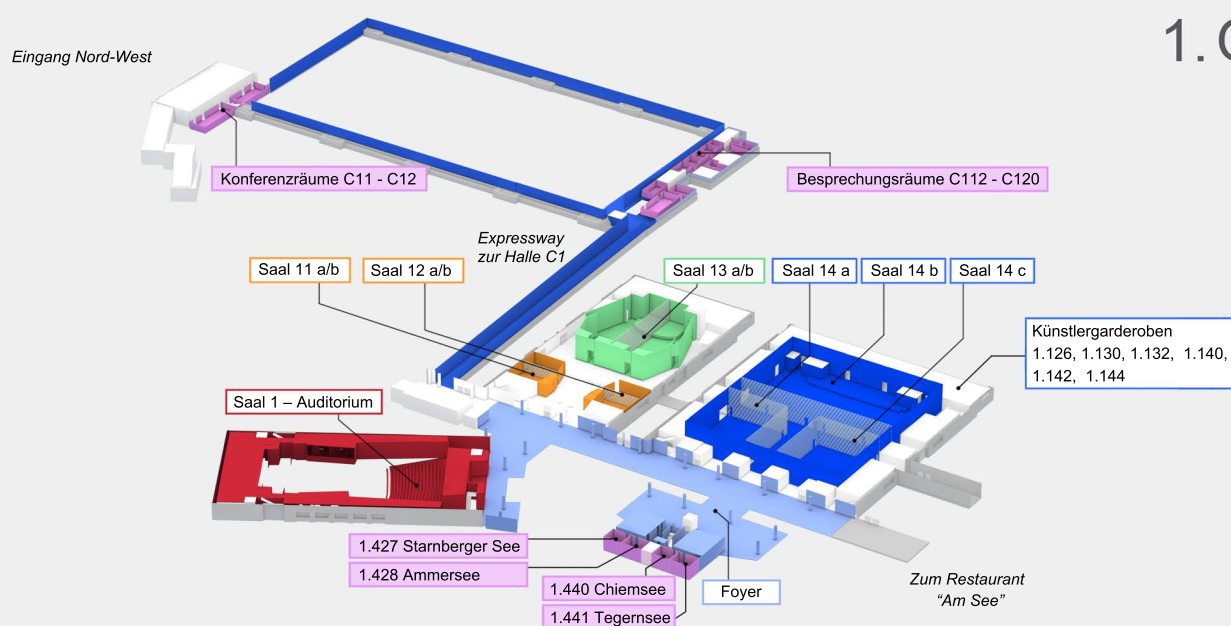 1.
Eingang Nord-West
Konferenzräume C11 - C12
Besprechungsräume C112 - C120
Expressway
zur Halle C1
Saal 11 a/b
Saal 12 a/b
Saal 13 a/b
Saal 14 a
Saal 14 b
Saal 14 c
Künstlergarderoben
1.126, 1.130, 1.132, 1.140,
1.142, 1.144
Saal 1 – Auditorium
1.427 Starnberger See
1.428 Ammersee
1.440 Chiemsee
1.441 Tegernsee
Foyer
Zum Restaurant
“Am See”